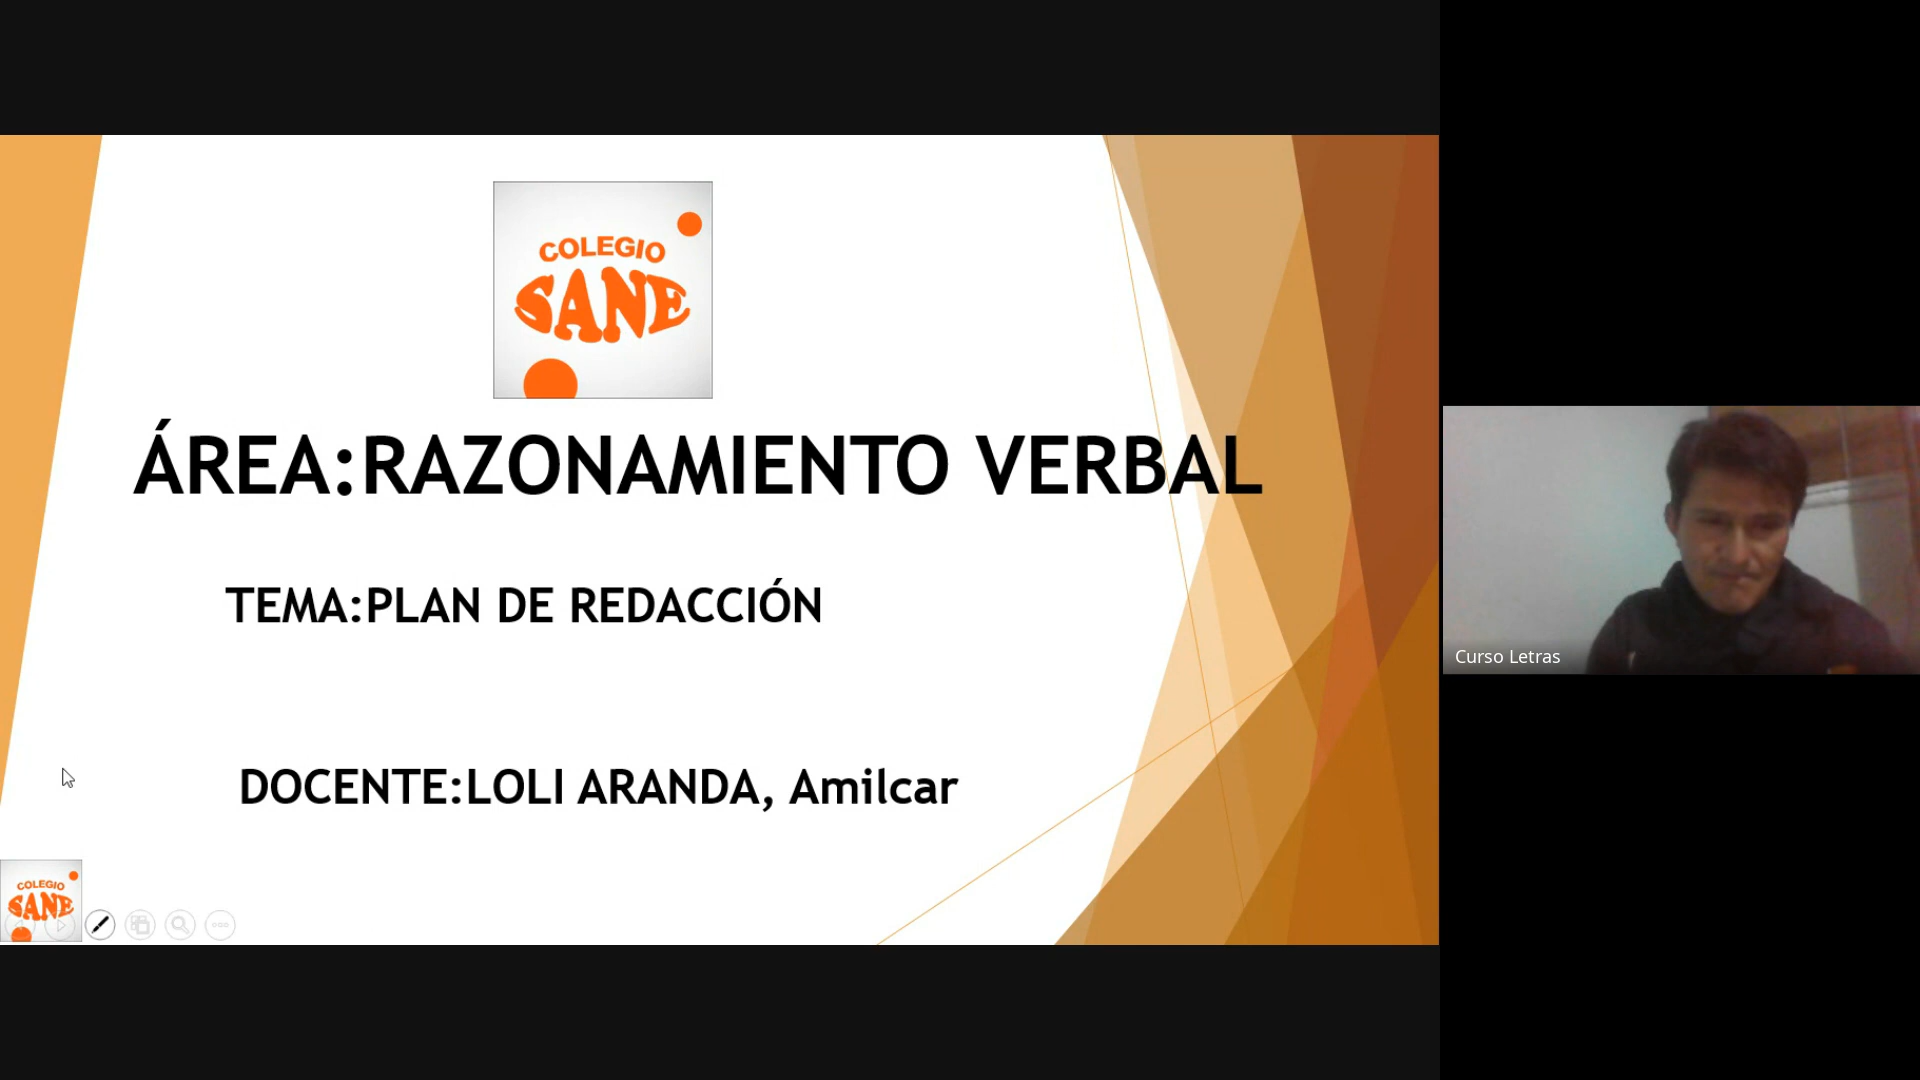 COLEGIO
SANE
ÁREA:RAZONAMIENTO VERBAL
TEMA:PLAN DE REDACCIÓN
DOCENTE:LOLI ARANDA, Amilcar
COLEGIO
SANE
Curso Letras